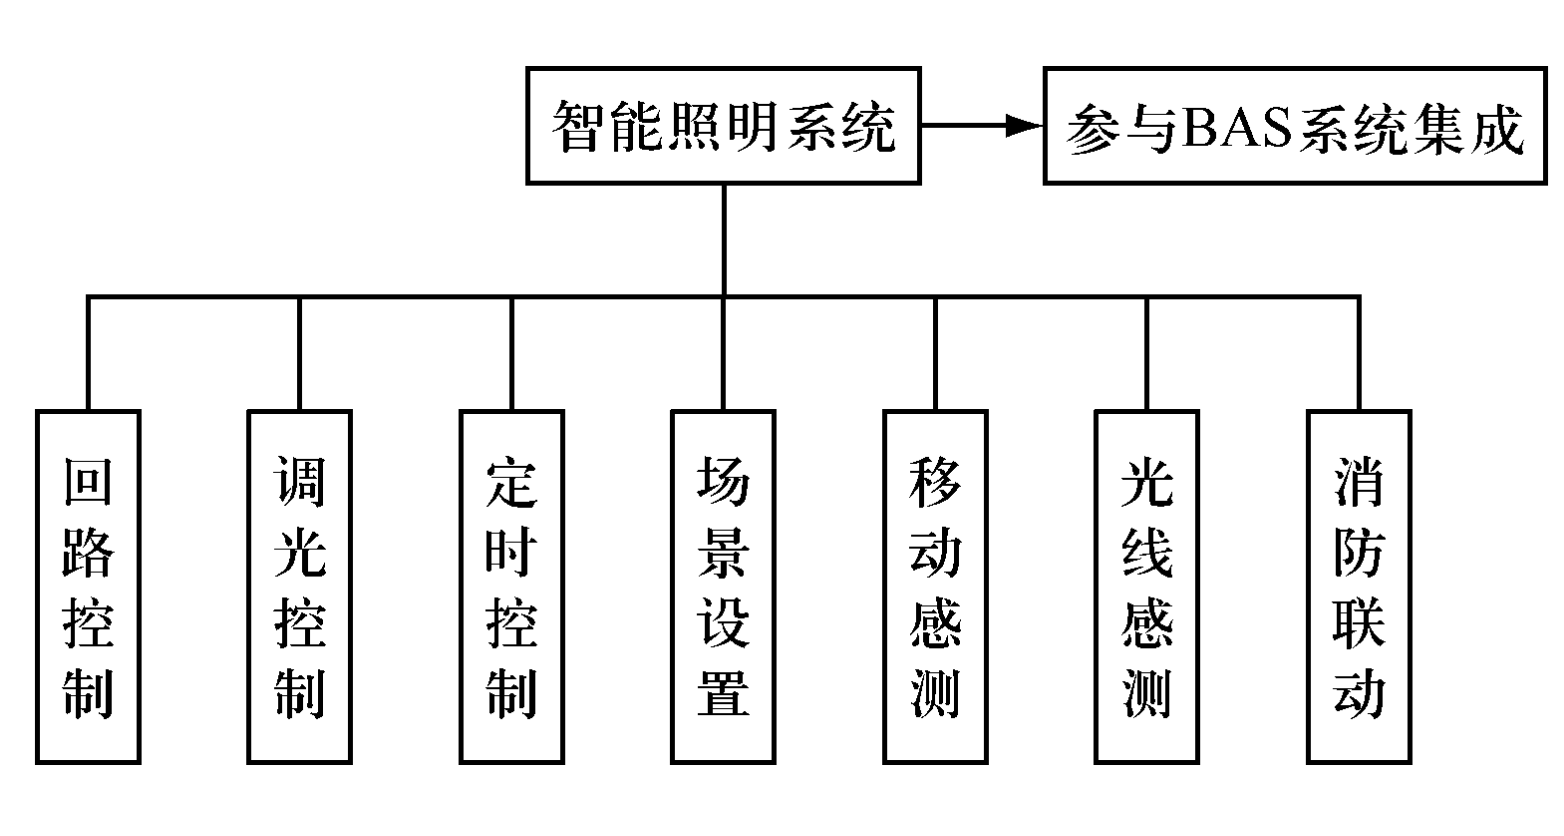 智能照明系统
参与BAS系统集成
回路控制
调光控制
定时控制
场景设置
移动感测
光线感测
消防联动